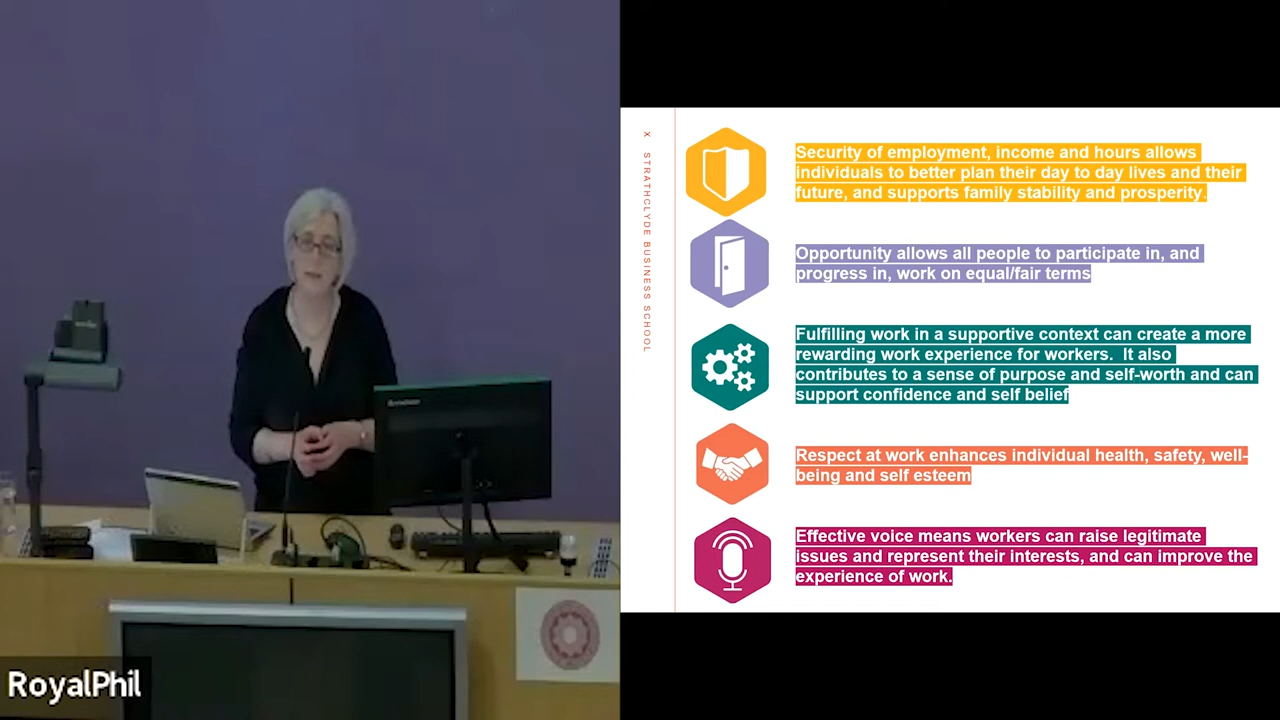 X STRATHCLYDE BUSINESS SCHOOL
Security of employment, income and hours allows
individuals to better plan their day to day lives and their
future, and supports family stability and prosperity.
Opportunity allows all people to participate in, and
progress in, work on equal/fair terms
Fulfilling work in a supportive context can create a more
rewarding work experience for workers.  It also
contributes to a sense of purpose and self-worth and can
support confidence and self belief
Respect at work enhances individual health, safety, well-
being and self esteem
Effective voice means workers can raise legitimate
issues and represent their interests, and can improve the
experience of work.
RoyalPhil